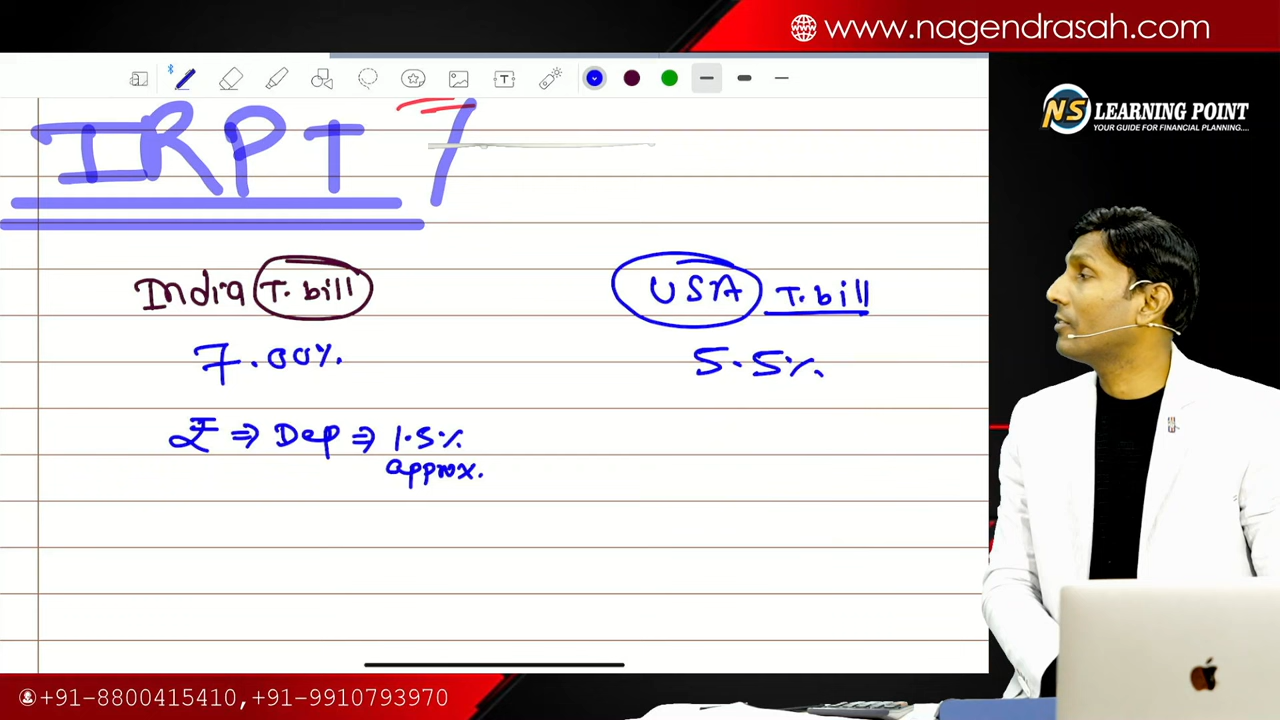 www.nagendrasah.com
IRPT 7
NS LEARNING POINT
YOUR GUIDE FOR FINANCIAL PLANNING....
India T. bill
USA T. bill
7.00%.
5.5%
₹ ⇒ Dep ⇒ 1.5%
approx.
+91-8800415410,+91-9910793970